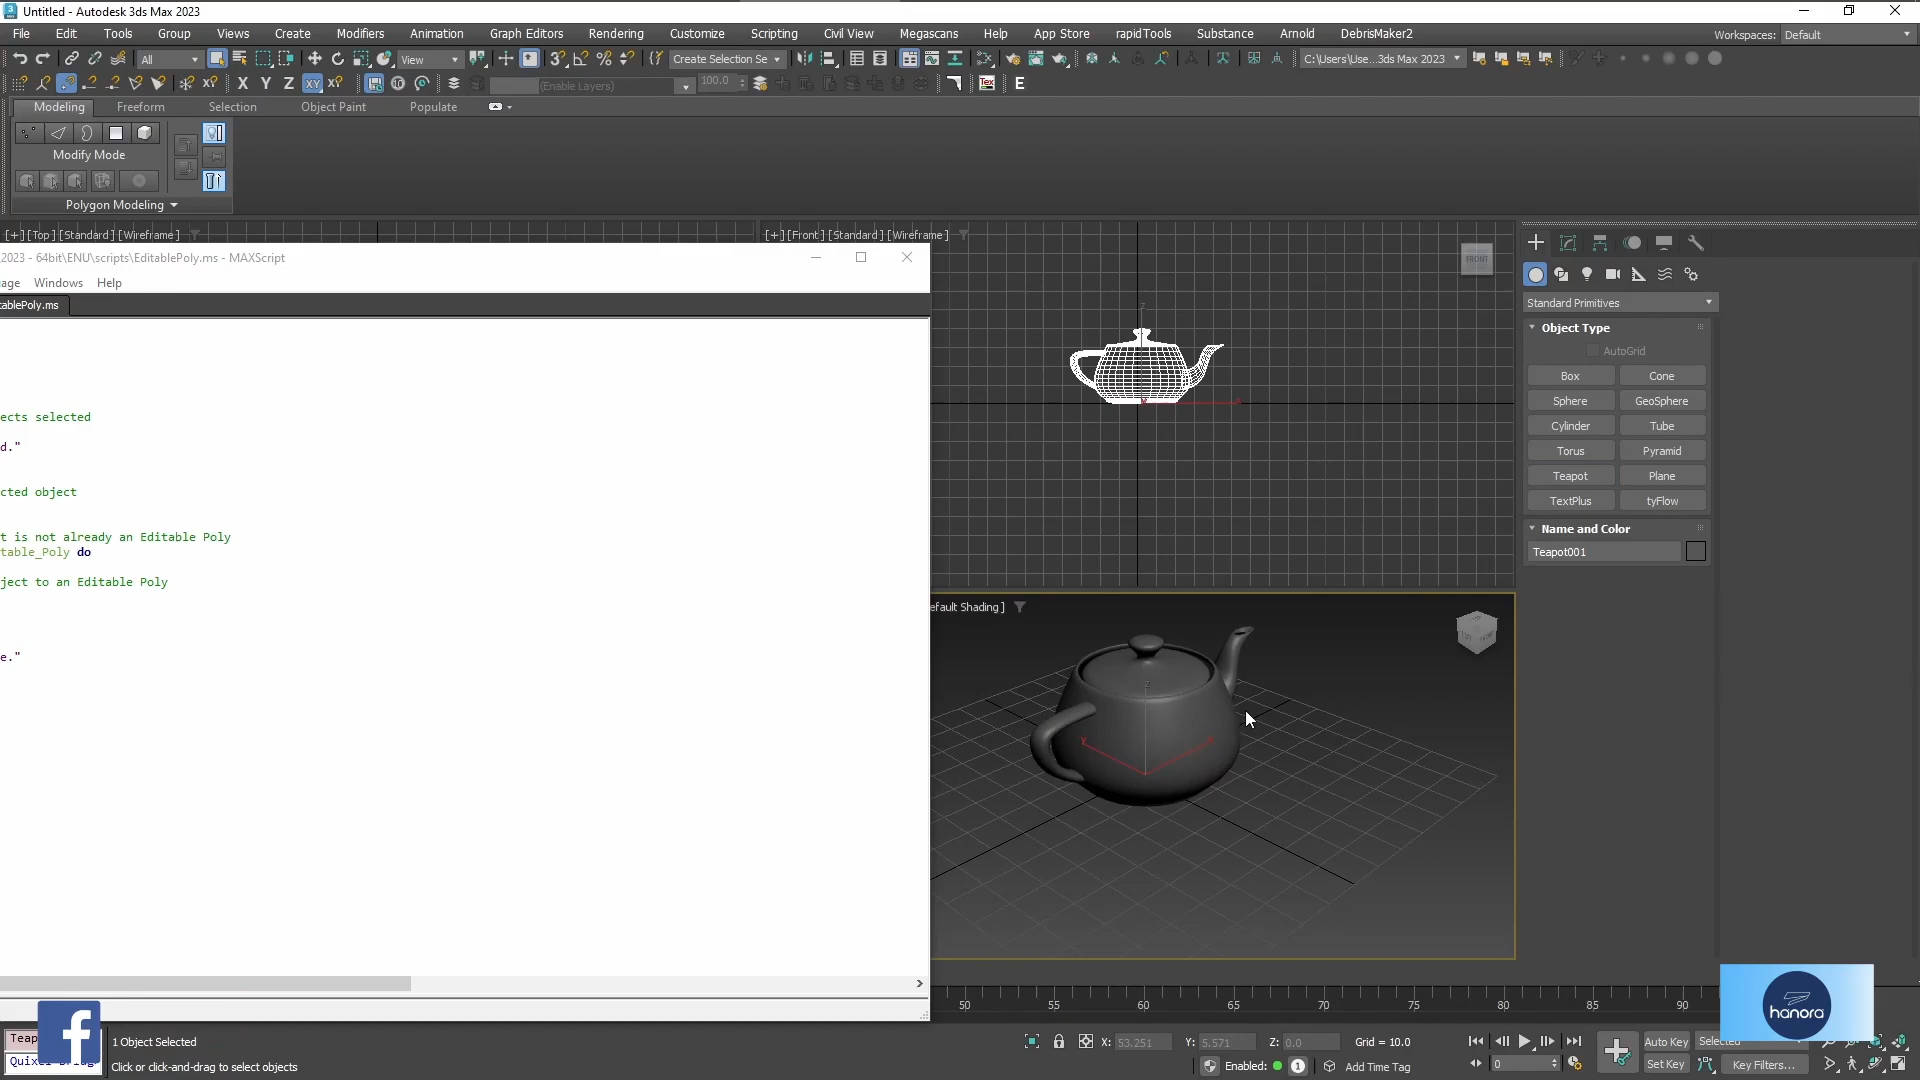 Untitled - Autodesk 3ds Max 2023
File Edit Tools Group Views Create Modifiers Animation Graph Editors Rendering Customize Scripting Civil View Megascans Help App Store rapidTools Substance Arnold DebrisMaker2
Workspaces: Default
All
View
Create Selection Se
C:\Users\Use...3ds Max 2023
X Y Z XY
(Enable Layers)
100.0
Tex
E
Modeling Freeform Selection Object Paint Populate
Modify Mode
Polygon Modeling
[+] [Top] [Standard] [Wireframe]
[+] [Front] [Standard] [Wireframe]
FRONT
2023 - 64bit\ENU\scripts\EditablePoly.ms - MAXScript
age Windows Help
tablePoly.ms
ects selected
d."
cted object
t is not already an Editable Poly
table_Poly do
ject to an Editable Poly
e."
efault Shading]
Standard Primitives
Object Type
AutoGrid
Box Cone
Sphere GeoSphere
Cylinder Tube
Torus Pyramid
Teapot Plane
TextPlus tyFlow
Name and Color
Teapot001
50 55 60 65 70 75 80 85 90
hanora
Teap
f
1 Object Selected
Click or click-and-drag to select objects
X: 53.251 Y: 5.571 Z: 0.0 Grid = 10.0
Enabled: 1 Add Time Tag
0
Auto Key
Set Key Key Filters...